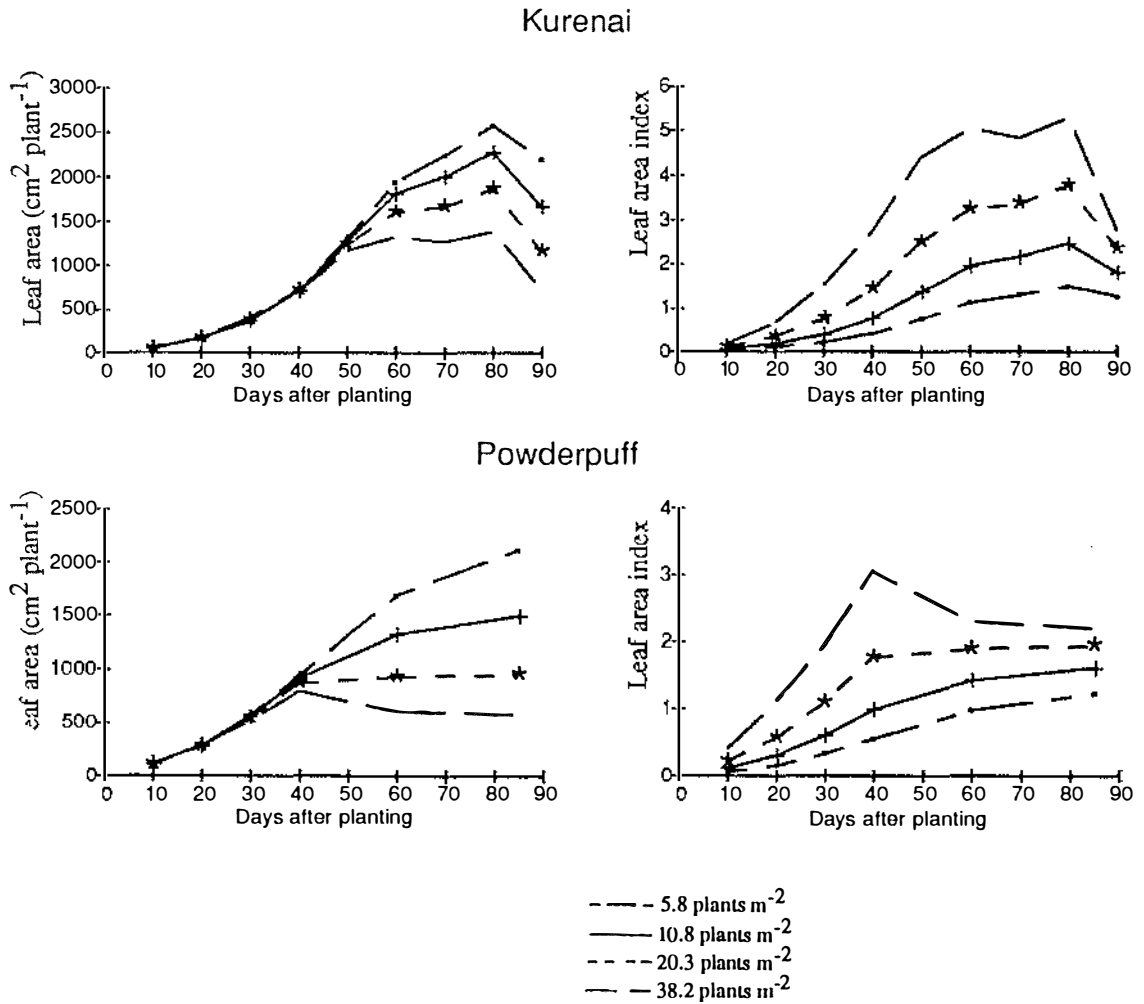 Kurenai
Leaf area (cm² plant⁻¹)
3000
2500
2000
1500
1000
500
0
0 10 20 30 40 50 60 70 80 90
Days after planting
Leaf area index
6
5
4
3
2
1
0
0 10 20 30 40 50 60 70 80 90
Days after planting
Powderpuff
eaf area (cm² plant⁻¹)
2500
2000
1500
1000
500
0
0 10 20 30 40 50 60 70 80 90
Days after planting
Leaf area index
4
3
2
1
0
0 10 20 30 40 50 60 70 80 90
Days after planting
5.8 plants m⁻²
10.8 plants m⁻²
20.3 plants m⁻²
38.2 plants m⁻²